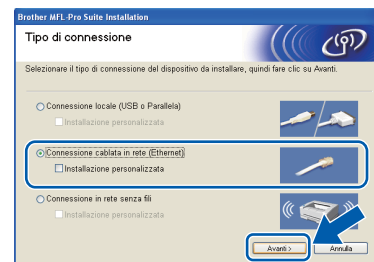 Brother MFL-Pro Suite Installation
Tipo di connessione
Selezionare il tipo di connessione del dispositivo da installare, quindi fare clic su Avanti.
Connessione locale (USB o Parallela)
Installazione personalizzata
Connessione cablata in rete (Ethernet)
Installazione personalizzata
Connessione in rete senza fili
Installazione personalizzata
Avanti >
Annulla